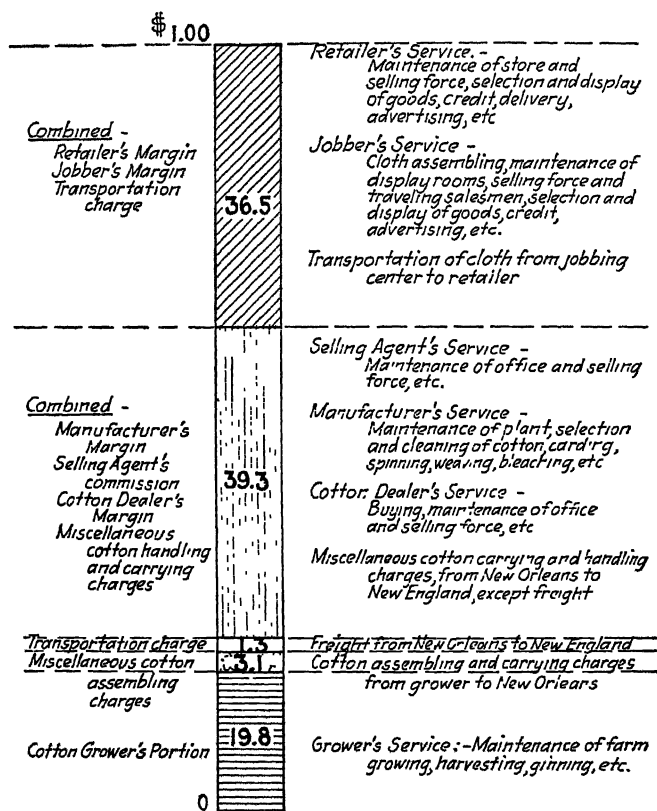 $1.00
Combined -
Retailer's Margin
Jobber's Margin
Transportation
charge
36.5
Retailer's Service. -
Maintenance of store and
selling force, selection and display
of goods, credit, delivery,
advertising, etc
Jobber's Service -
Cloth assembling, maintenance of
display rooms, selling force and
traveling salesmen, selection and
display of goods, credit,
advertising, etc.
Transportation of cloth from jobbing
center to retailer
Combined -
Manufacturer's
Margin
Selling Agent's
commission
Cotton Dealer's
Margin
Miscellaneous
cotton handling
and carrying
charges
39.3
Selling Agent's Service -
Maintenance of office and selling
force, etc.
Manufacturer's Service -
Maintenance of plant, selection
and cleaning of cotton, carding,
spinning, weaving, bleaching, etc
Cotton Dealer's Service -
Buying, maintenance of office
and selling force, etc
Miscellaneous cotton carrying and handling
charges, from New Orleans to
New England, except freight
Transportation charge
1.3
Freight from New Orleans to New England
Miscellaneous cotton
assembling
charges
3.1
Cotton assembling and carrying charges
from grower to New Orleans
Cotton Grower's Portion
19.8
Grower's Service:-Maintenance of farm
growing, harvesting, ginning, etc.
0